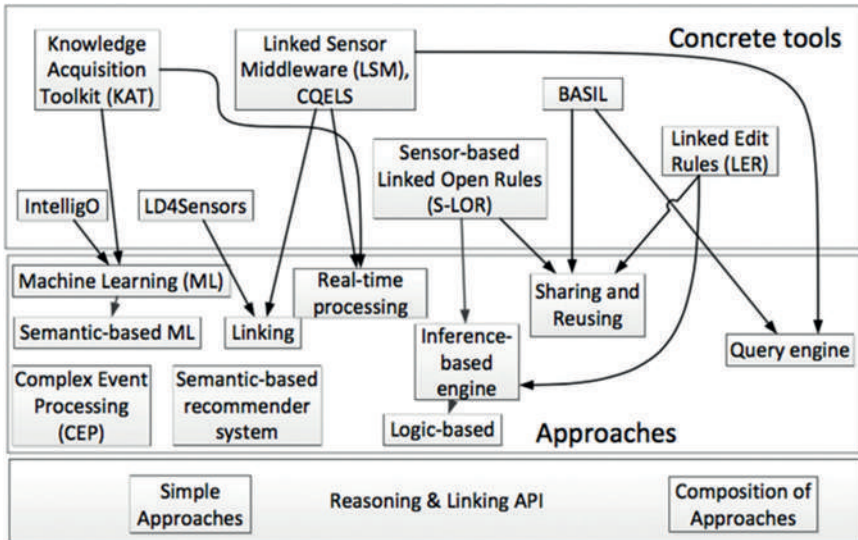 Concrete tools
Knowledge
Acquisition
Toolkit (KAT)
Linked Sensor
Middleware (LSM),
CQELS
BASIL
Linked Edit
Rules (LER)
Sensor-based
Linked Open Rules
(S-LOR)
IntelligO
LD4Sensors
Machine Learning (ML)
Real-time
processing
Sharing and
Reusing
Semantic-based ML
Linking
Inference-
based
engine
Query engine
Complex Event
Processing
(CEP)
Semantic-based
recommender
system
Logic-based
Approaches
Simple
Approaches
Reasoning & Linking API
Composition of
Approaches